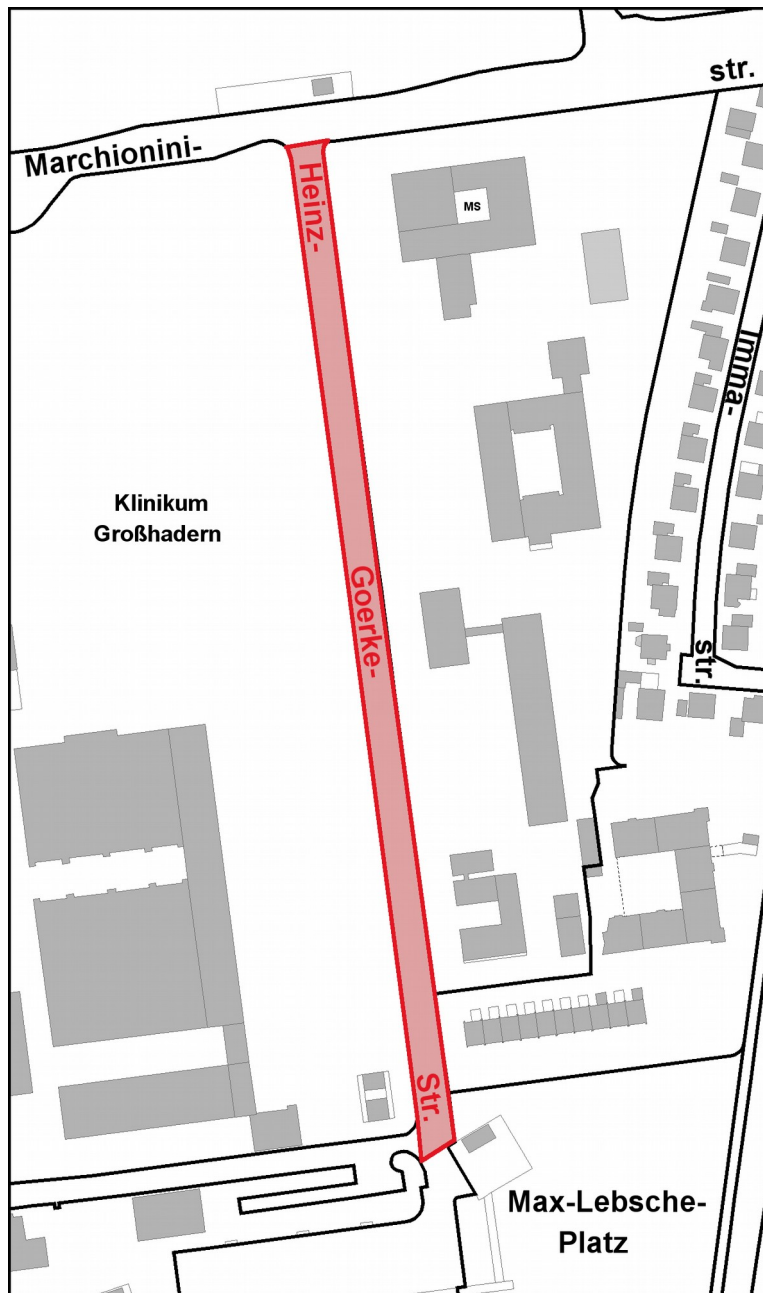 Marchionini-
str.
Heinz-
MS
Imma-
str.
Klinikum
Großhadern
Goerke-
Str.
Max-Lebsche-
Platz